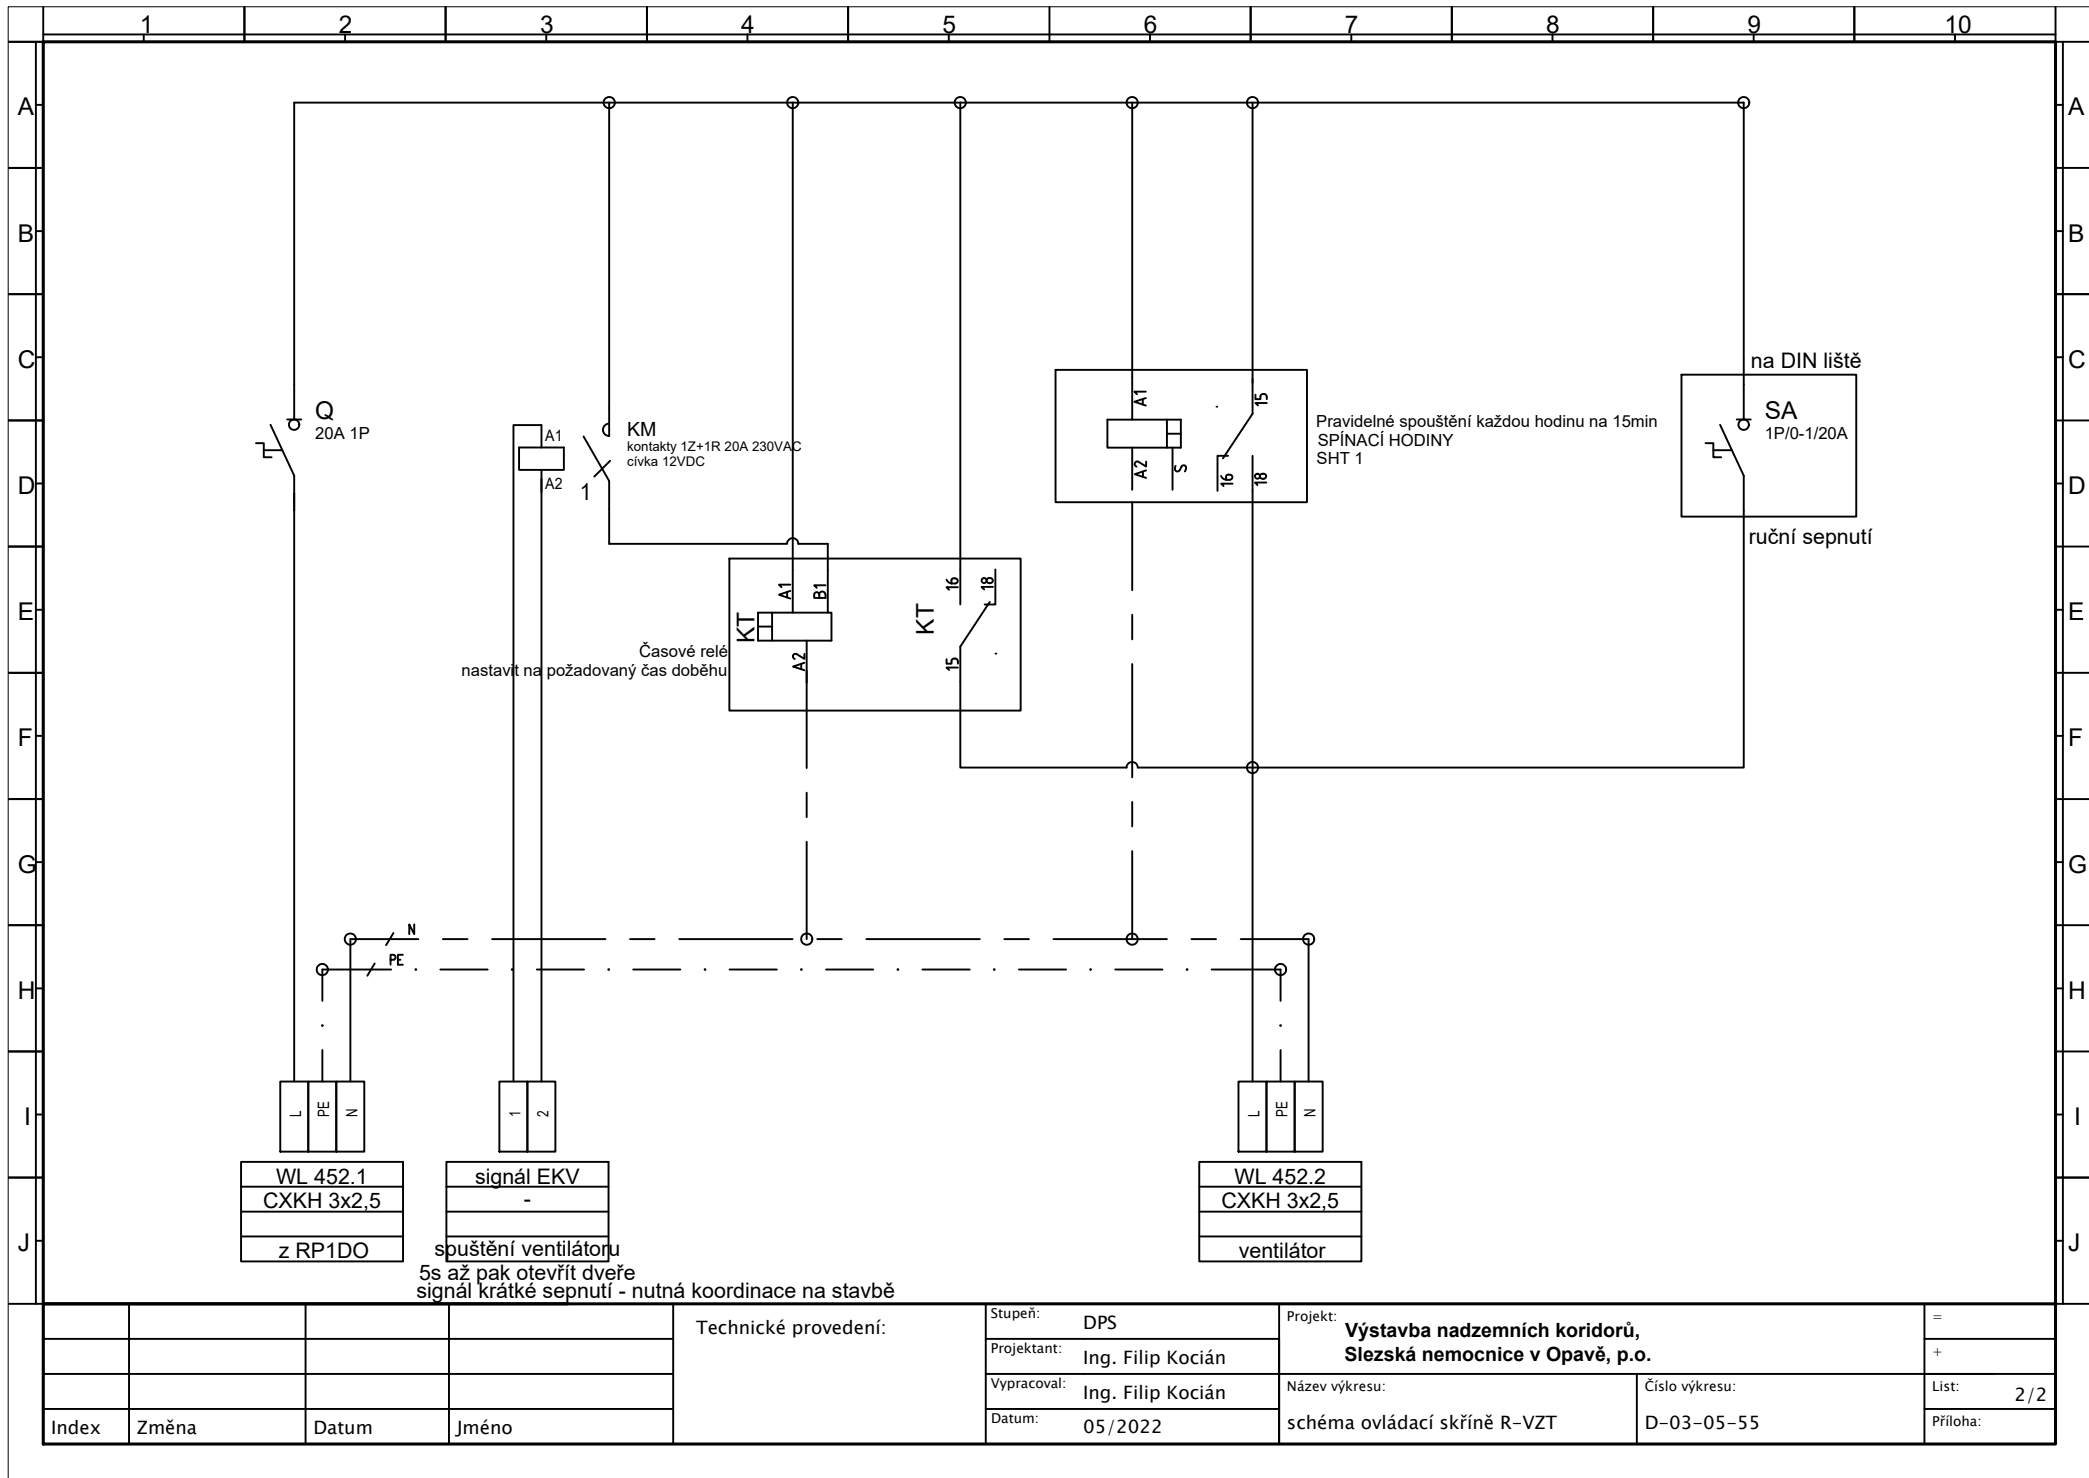 1 2 3 4 5 6 7 8 9 10
A A
B B
C C
D D
E E
F F
G G
H H
I I
J J
Q
20A 1P
A1
A2
KM
kontakty 1Z+1R 20A 230VAC
cívka 12VDC
1
A1
B1
KT
A2
Časové relé
nastavit na požadovaný čas doběhu
KT
16
18
15
A1
A2
S
15
16
18
Pravidelné spouštění každou hodinu na 15min
SPÍNACÍ HODINY
SHT 1
na DIN liště
SA
1P/0-1/20A
ruční sepnutí
N
PE
L PE N
WL 452.1
CXKH 3x2,5
z RP1DO
1 2
signál EKV
-
spuštění ventilátoru
5s až pak otevřít dveře
signál krátké sepnutí - nutná koordinace na stavbě
L PE N
WL 452.2
CXKH 3x2,5
ventilátor
Index Změna Datum Jméno
Technické provedení:
Stupeň: DPS
Projektant: Ing. Filip Kocián
Vypracoval: Ing. Filip Kocián
Datum: 05/2022
Projekt: Výstavba nadzemních koridorů,
Slezská nemocnice v Opavě, p.o.
Název výkresu:
schéma ovládací skříně R-VZT
Číslo výkresu:
D-03-05-55
=
+
List: 2/2
Příloha: